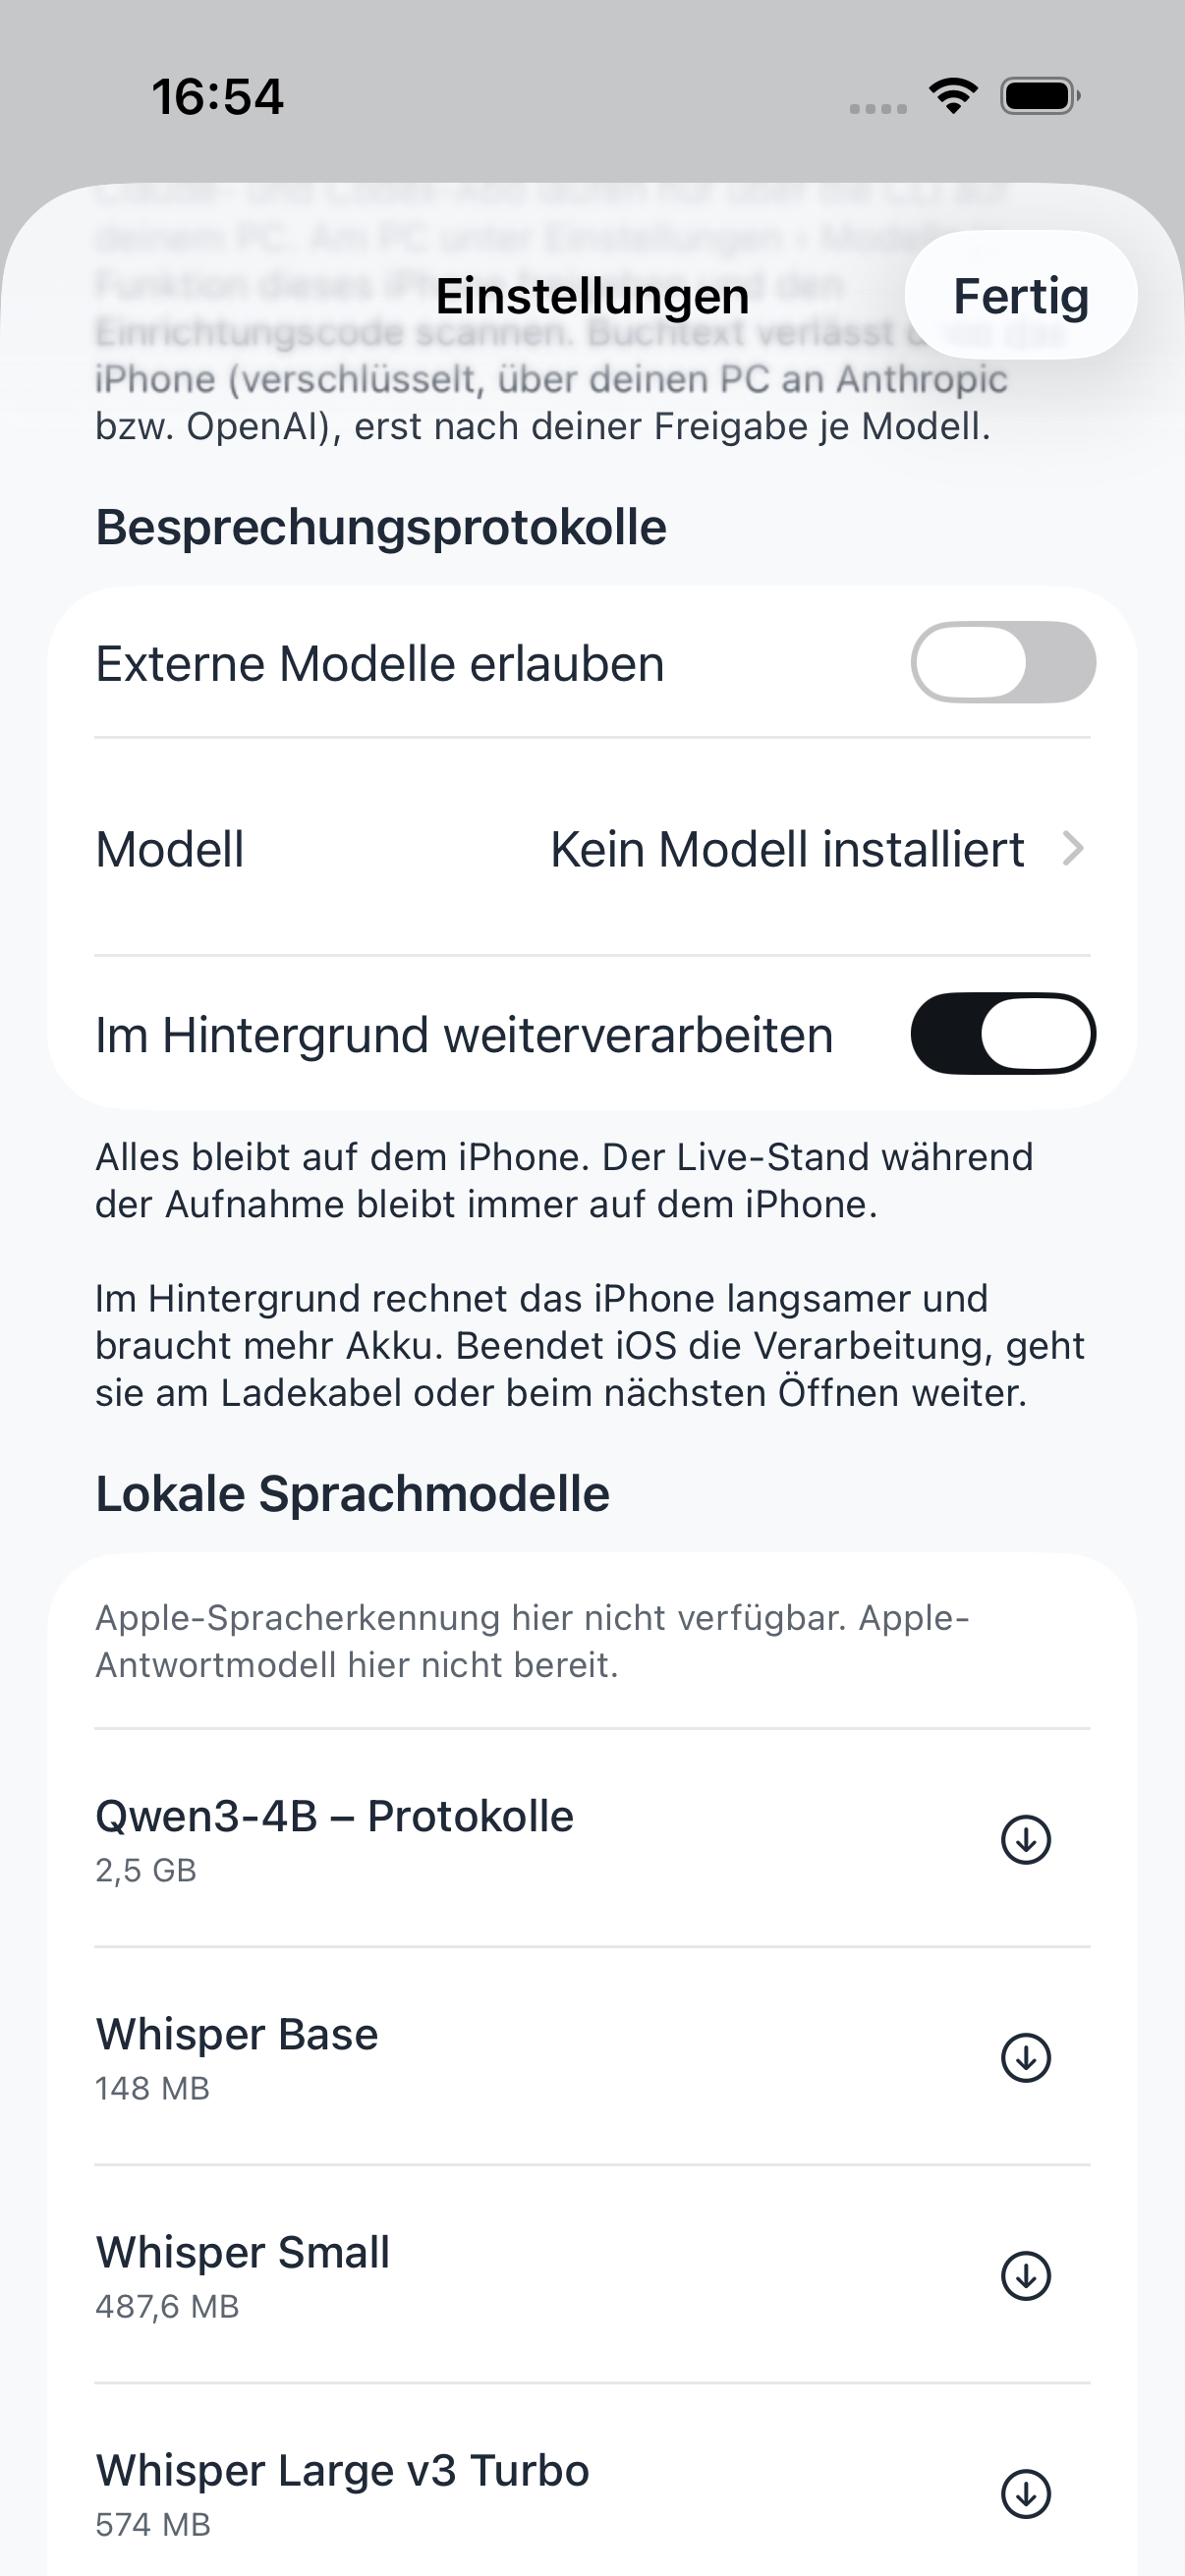 16:54
Einstellungen
Fertig
Einrichtungscode scannen. Buchtext verlässt
iPhone (verschlüsselt, über deinen PC an Anthropic
bzw. OpenAI), erst nach deiner Freigabe je Modell.
Besprechungsprotokolle
Externe Modelle erlauben
Modell
Kein Modell installiert
Im Hintergrund weiterverarbeiten
Alles bleibt auf dem iPhone. Der Live-Stand während
der Aufnahme bleibt immer auf dem iPhone.
Im Hintergrund rechnet das iPhone langsamer und
braucht mehr Akku. Beendet iOS die Verarbeitung, geht
sie am Ladekabel oder beim nächsten Öffnen weiter.
Lokale Sprachmodelle
Apple-Spracherkennung hier nicht verfügbar. Apple-
Antwortmodell hier nicht bereit.
Qwen3-4B – Protokolle
2,5 GB
Whisper Base
148 MB
Whisper Small
487,6 MB
Whisper Large v3 Turbo
574 MB